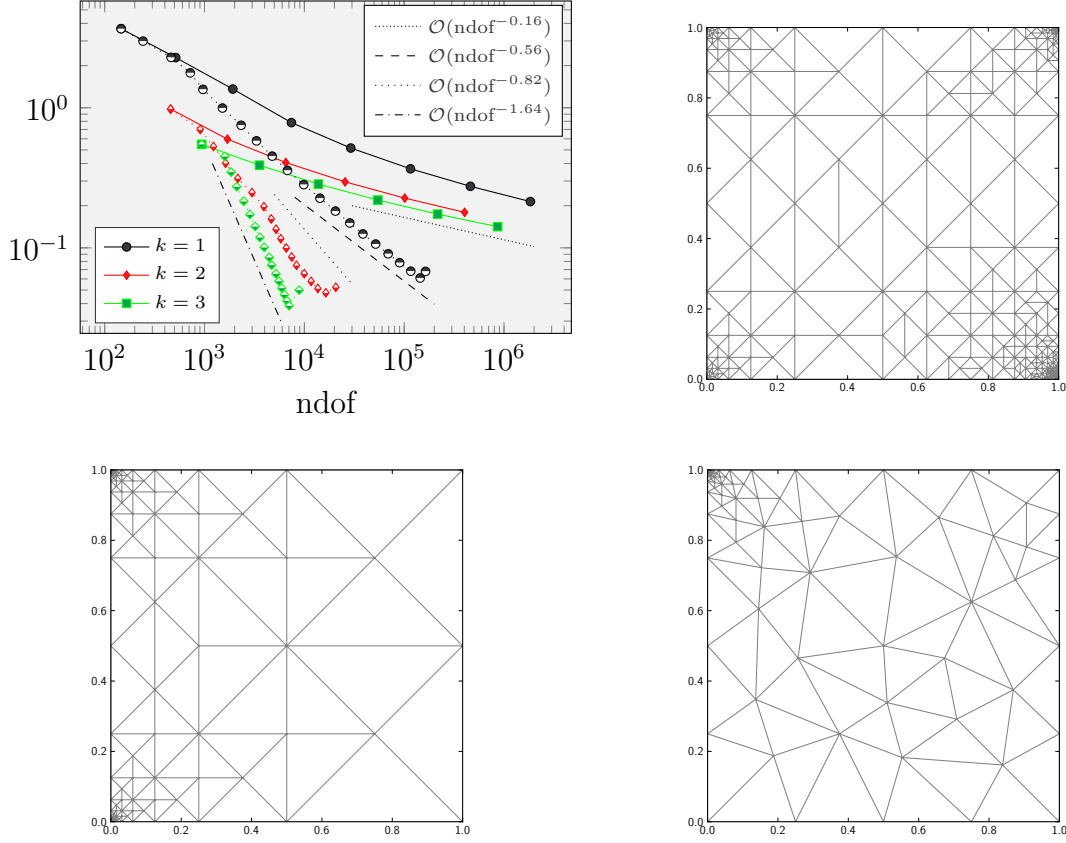 10^0
10^{-1}
10^2 10^3 10^4 10^5 10^6
ndof
O(ndof^{-0.16})
O(ndof^{-0.56})
O(ndof^{-0.82})
O(ndof^{-1.64})
k = 1
k = 2
k = 3
1.0
0.8
0.6
0.4
0.2
0.0
0.0 0.2 0.4 0.6 0.8 1.0
1.0
0.8
0.6
0.4
0.2
0.0
0.0 0.2 0.4 0.6 0.8 1.0
1.0
0.8
0.6
0.4
0.2
0.0
0.0 0.2 0.4 0.6 0.8 1.0